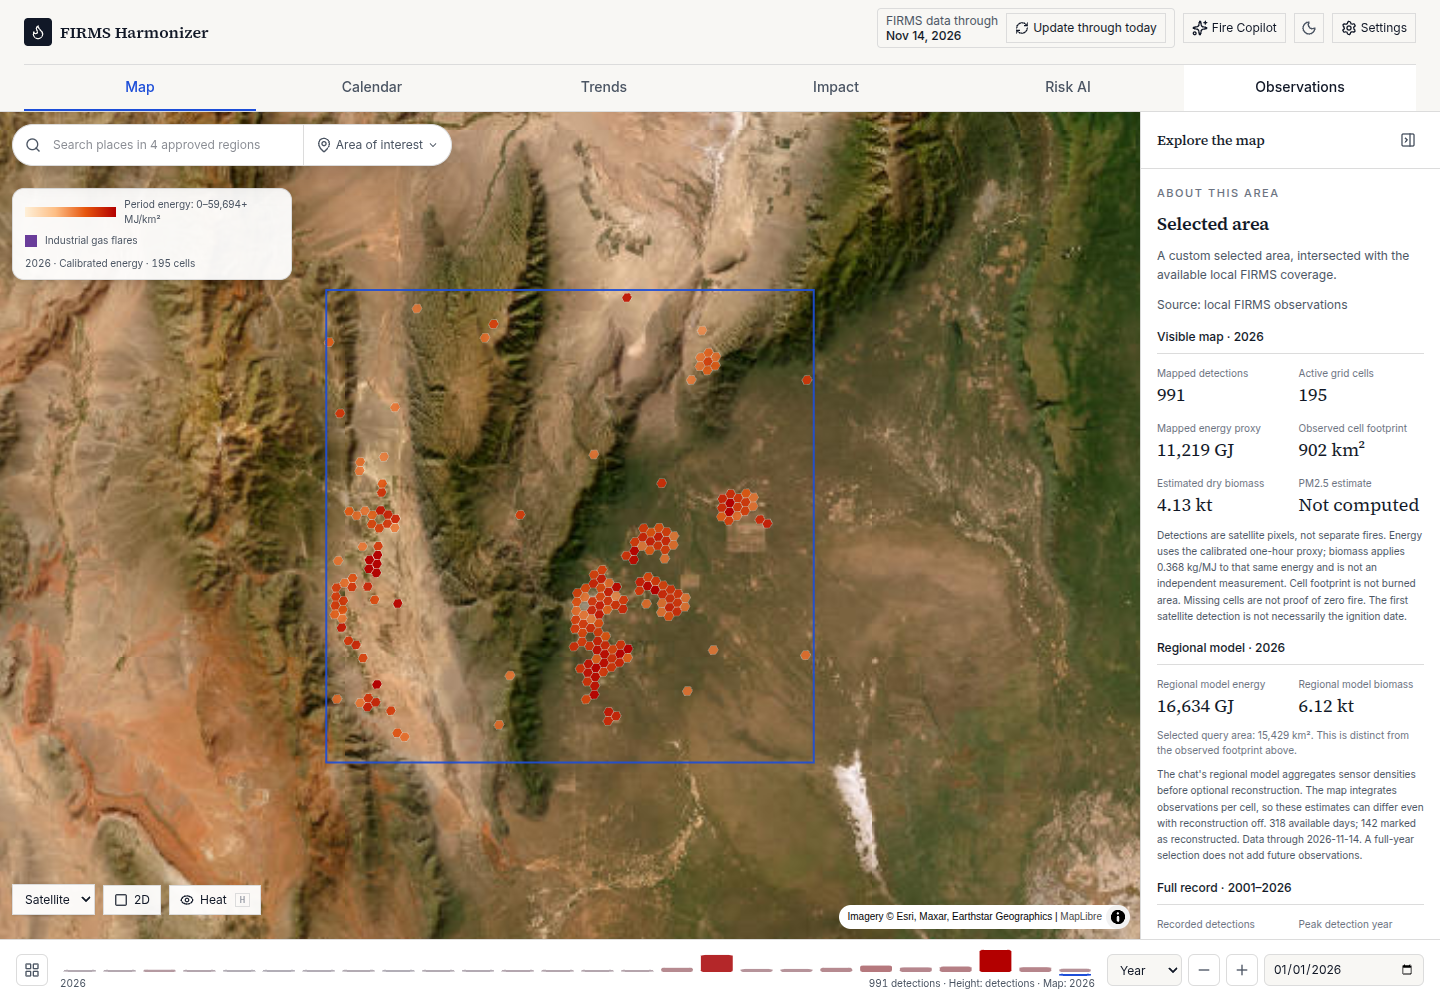 FIRMS Harmonizer
FIRMS data through
Nov 14, 2026
Update through today
Fire Copilot
Settings
Map
Calendar
Trends
Impact
Risk AI
Observations
Search places in 4 approved regions
Area of interest
Period energy: 0–59,694+
MJ/km²
Industrial gas flares
2026 · Calibrated energy · 195 cells
Satellite
2D
Heat
H
Imagery © Esri, Maxar, Earthstar Geographics | MapLibre
Explore the map
ABOUT THIS AREA
Selected area
A custom selected area, intersected with the
available local FIRMS coverage.
Source: local FIRMS observations
Visible map · 2026
Mapped detections
Active grid cells
991
195
Mapped energy proxy
Observed cell footprint
11,219 GJ
902 km²
Estimated dry biomass
PM2.5 estimate
4.13 kt
Not computed
Detections are satellite pixels, not separate fires. Energy
uses the calibrated one-hour proxy; biomass applies
0.368 kg/MJ to that same energy and is not an
independent measurement. Cell footprint is not burned
area. Missing cells are not proof of zero fire. The first
satellite detection is not necessarily the ignition date.
Regional model · 2026
Regional model energy
Regional model biomass
16,634 GJ
6.12 kt
Selected query area: 15,429 km². This is distinct from
the observed footprint above.
The chat's regional model aggregates sensor densities
before optional reconstruction. The map integrates
observations per cell, so these estimates can differ even
with reconstruction off. 318 available days; 142 marked
as reconstructed. Data through 2026-11-14. A full-year
selection does not add future observations.
Full record · 2001–2026
Recorded detections
Peak detection year
2026
991 detections · Height: detections · Map: 2026
Year
01/01/2026